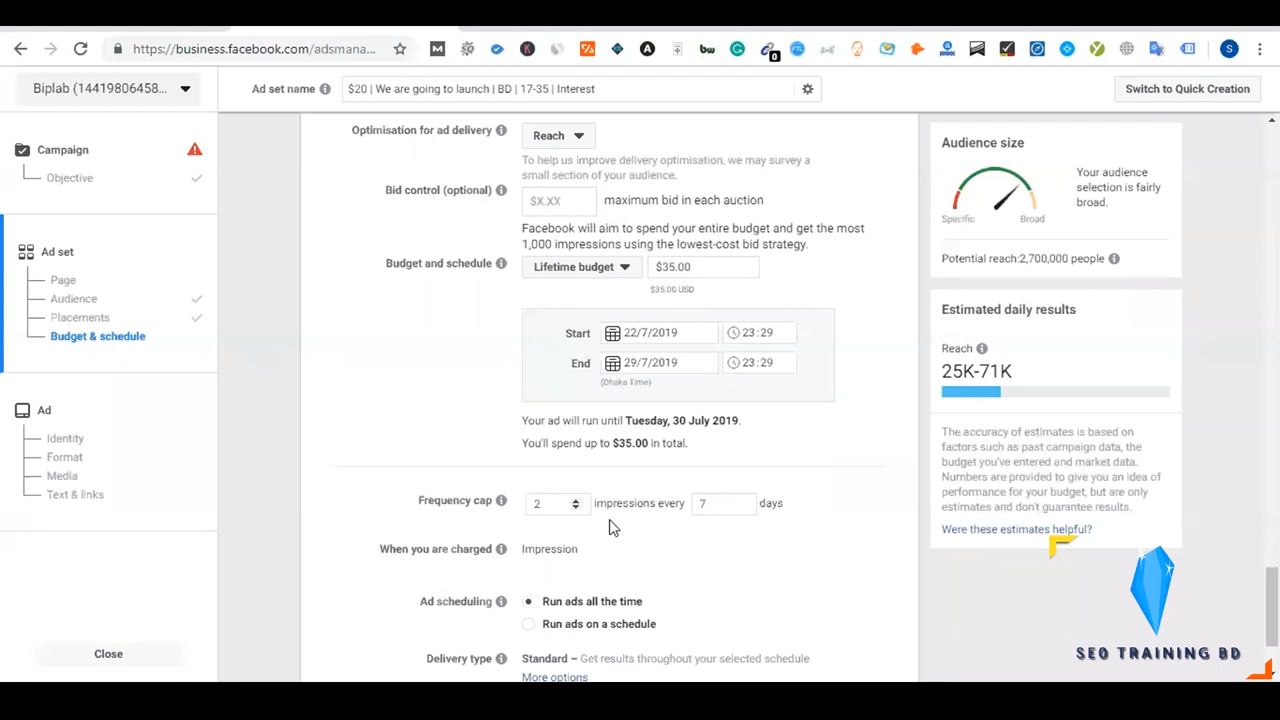 https://business.facebook.com/adsmana...
Biplab (14419806458...
Ad set name
$20 | We are going to launch | BD | 17-35 | Interest
Switch to Quick Creation
Campaign
Objective
Ad set
Page
Audience
Placements
Budget & schedule
Ad
Identity
Format
Media
Text & links
Close
Optimisation for ad delivery
Reach
To help us improve delivery optimisation, we may survey a
small section of your audience.
Bid control (optional)
$X.XX
maximum bid in each auction
Facebook will aim to spend your entire budget and get the most
1,000 impressions using the lowest-cost bid strategy.
Budget and schedule
Lifetime budget
$35.00
$35.00 USD
Start
22/7/2019
23:29
End
29/7/2019
23:29
(Dhaka Time)
Your ad will run until Tuesday, 30 July 2019.
You'll spend up to $35.00 in total.
Frequency cap
2
impressions every
7
days
When you are charged
Impression
Ad scheduling
Run ads all the time
Run ads on a schedule
Delivery type
Standard – Get results throughout your selected schedule
More options
Audience size
Your audience
selection is fairly
broad.
Specific
Broad
Potential reach:2,700,000 people
Estimated daily results
Reach
25K-71K
The accuracy of estimates is based on
factors such as past campaign data, the
budget you've entered and market data.
Numbers are provided to give you an idea of
performance for your budget, but are only
estimates and don't guarantee results.
Were these estimates helpful?
SEO TRAINING BD